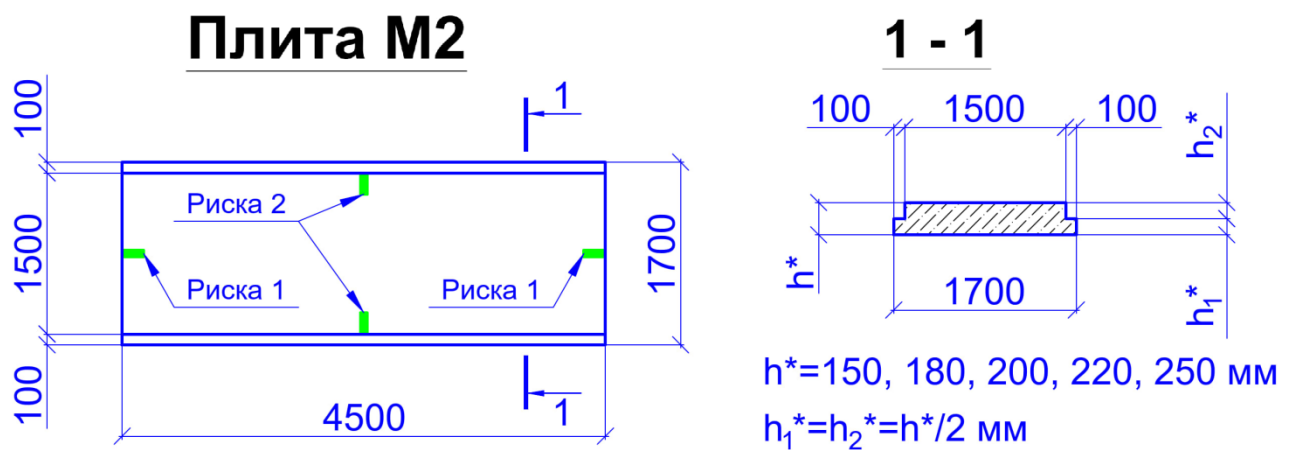 Плита М2
1 - 1
100
1
100
1500
100
h₂*
Риска 2
1500
1700
h*
Риска 1
Риска 1
1700
h₁*
h*=150, 180, 200, 220, 250 мм
100
1
4500
h₁*=h₂*=h*/2 мм